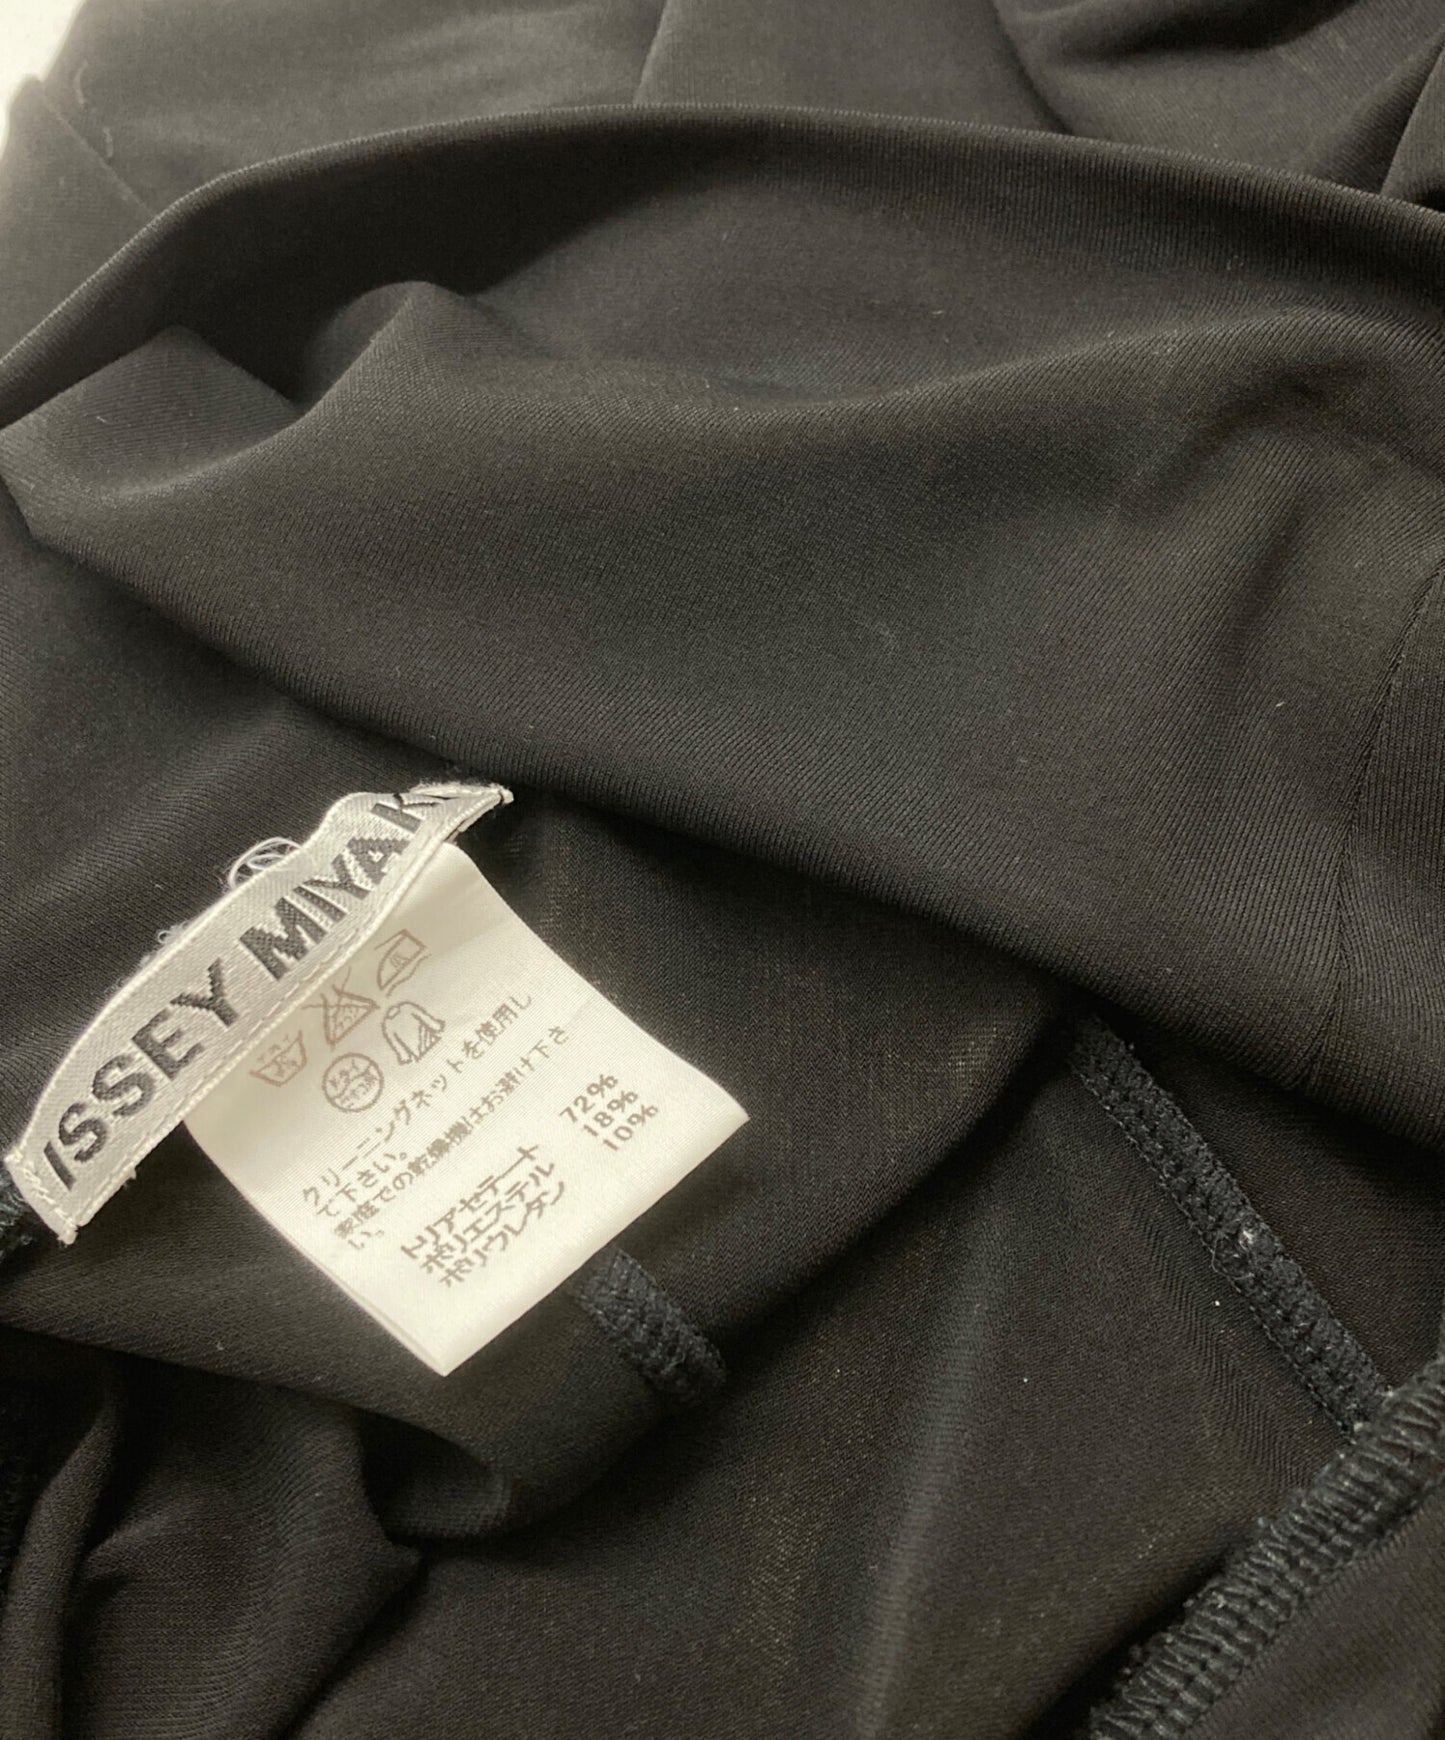 ISSEY MIYAK
クリーニングネットを使用し
て下さい。
家庭での乾燥機はお避け下さ
い。
トリアセテート 72%
ポリエステル 18%
ポリウレタン 10%